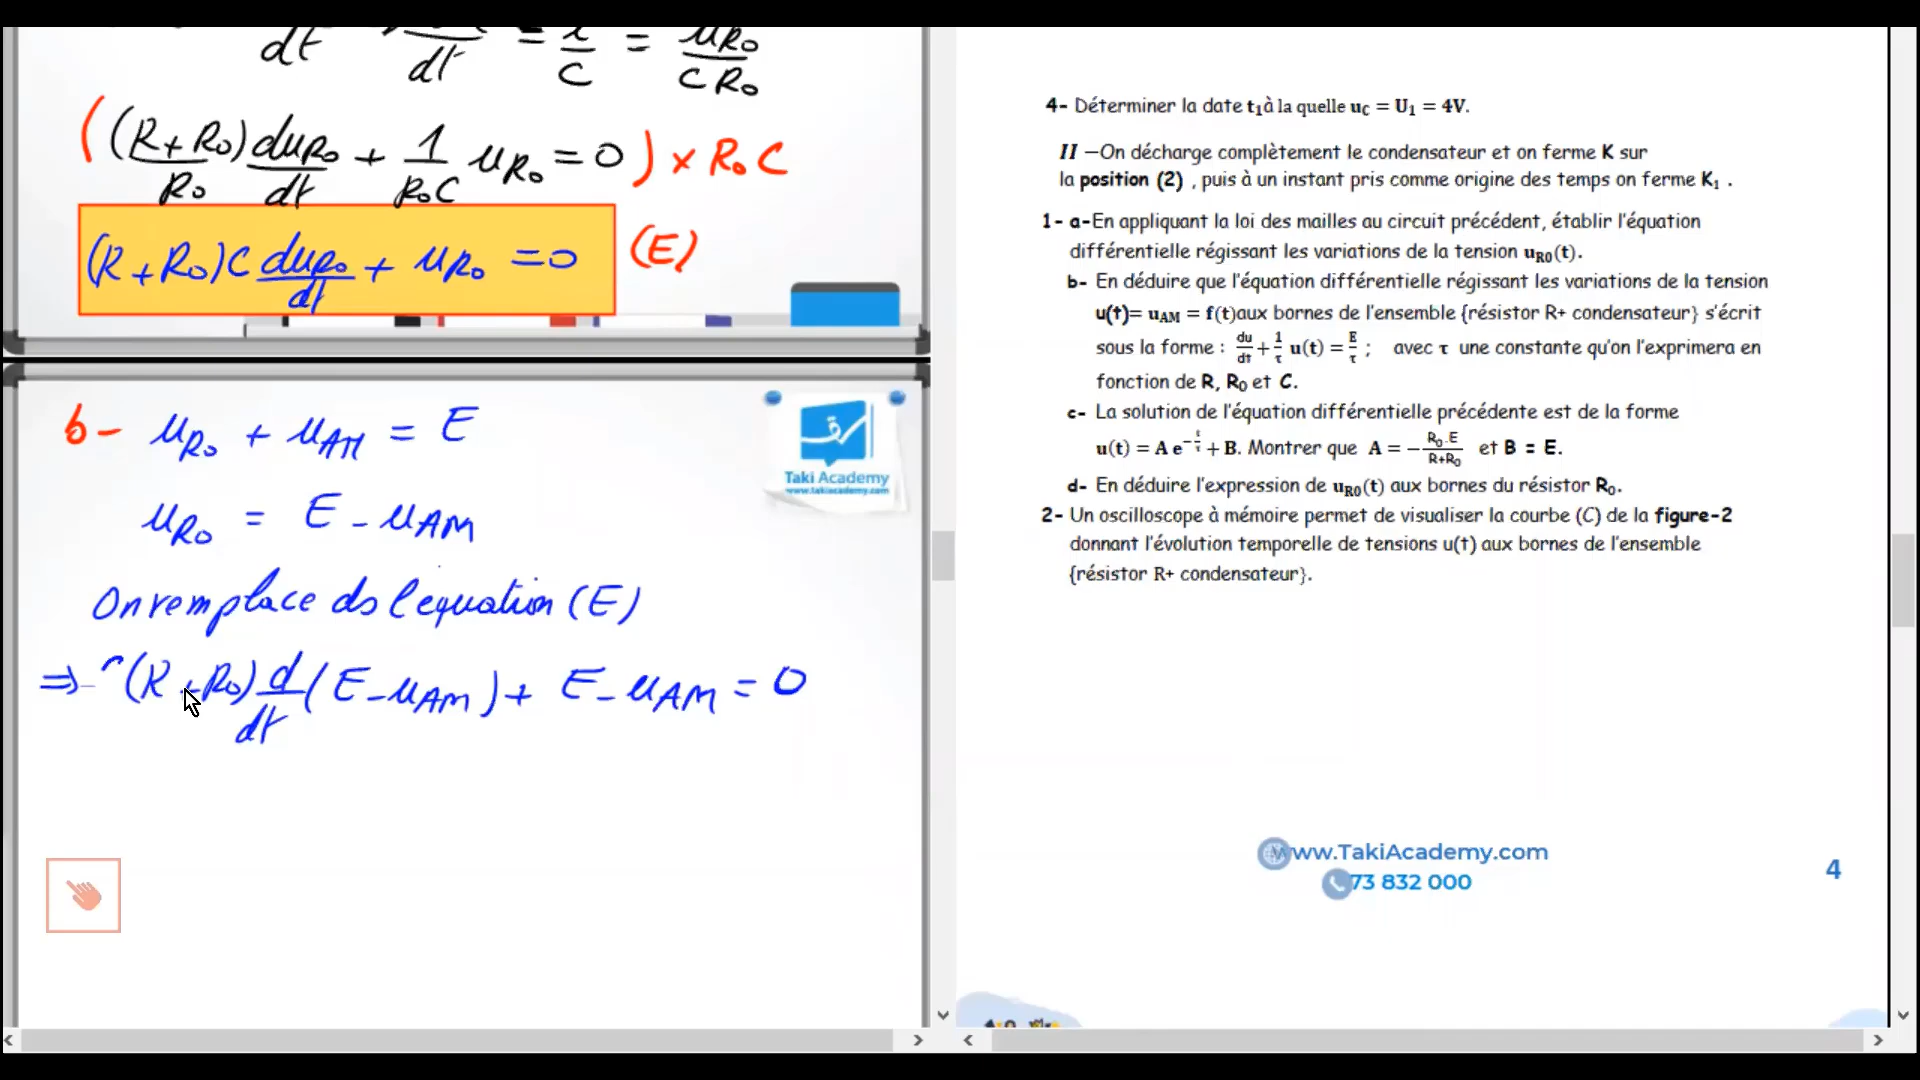 dt dt = i/C = uR₀/CR₀
((R+R₀)/R₀ duR₀/dt + 1/R₀C uR₀ = 0) × R₀C
(R+R₀)C duR₀/dt + uR₀ = 0 (E)
b- uR₀ + uAM = E
uR₀ = E - uAM
On remplace ds l'equation (E)
⇒ (R+R₀) d/dt (E - uAM) + E - uAM = 0
Taki Academy
www.takiacademy.com
4- Déterminer la date t₁à la quelle uC = U₁ = 4V.
II –On décharge complètement le condensateur et on ferme K sur
la position (2) , puis à un instant pris comme origine des temps on ferme K₁ .
1- a-En appliquant la loi des mailles au circuit précédent, établir l'équation
différentielle régissant les variations de la tension uR0(t).
b- En déduire que l'équation différentielle régissant les variations de la tension
u(t)= uAM = f(t)aux bornes de l'ensemble {résistor R+ condensateur} s'écrit
sous la forme : du/dt + 1/τ u(t) = E/τ ; avec τ une constante qu'on l'exprimera en
fonction de R, R₀ et C.
c- La solution de l'équation différentielle précédente est de la forme
u(t) = A e^(-t/τ) + B. Montrer que A = - R₀.E/R+R₀ et B = E.
d- En déduire l'expression de uR0(t) aux bornes du résistor R₀.
2- Un oscilloscope à mémoire permet de visualiser la courbe (C) de la figure-2
donnant l'évolution temporelle de tensions u(t) aux bornes de l'ensemble
{résistor R+ condensateur}.
www.TakiAcademy.com
73 832 000
4